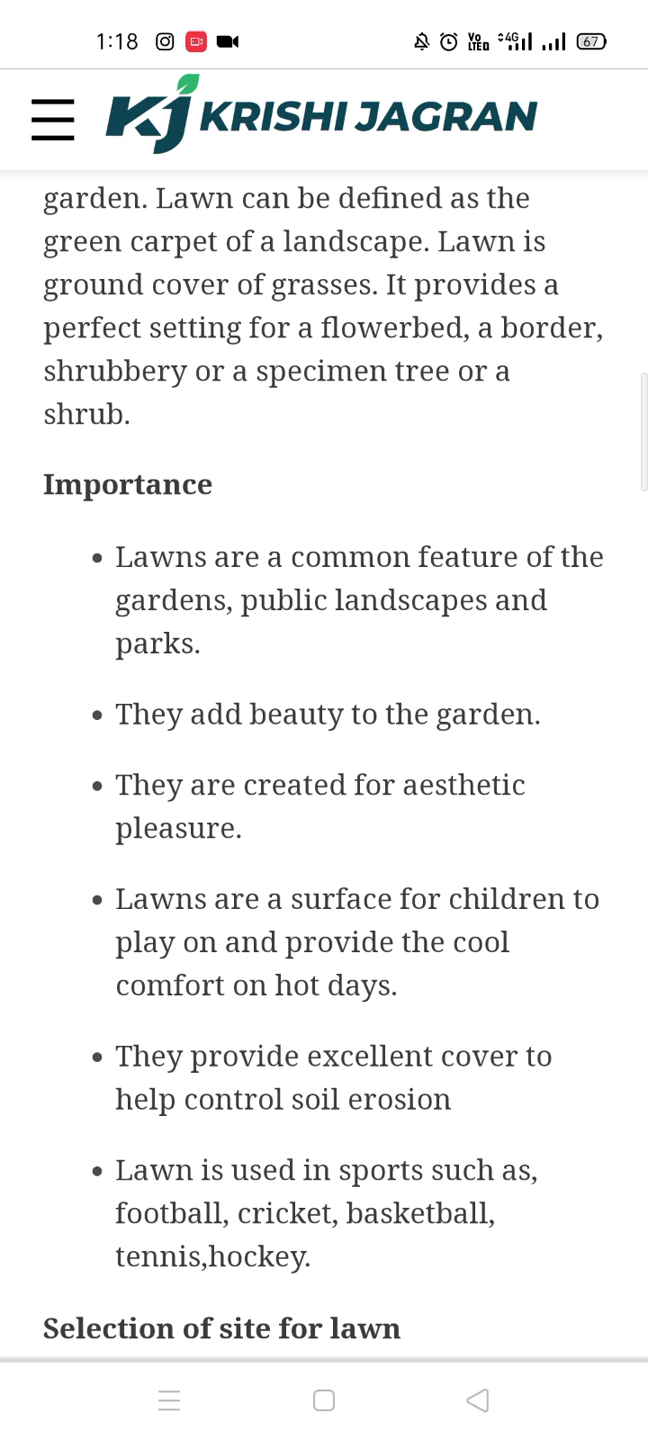 1:18 Vo LTED 4G 67
KJ KRISHI JAGRAN
garden. Lawn can be defined as the
green carpet of a landscape. Lawn is
ground cover of grasses. It provides a
perfect setting for a flowerbed, a border,
shrubbery or a specimen tree or a
shrub.
Importance
• Lawns are a common feature of the
gardens, public landscapes and
parks.
• They add beauty to the garden.
• They are created for aesthetic
pleasure.
• Lawns are a surface for children to
play on and provide the cool
comfort on hot days.
• They provide excellent cover to
help control soil erosion
• Lawn is used in sports such as,
football, cricket, basketball,
tennis,hockey.
Selection of site for lawn